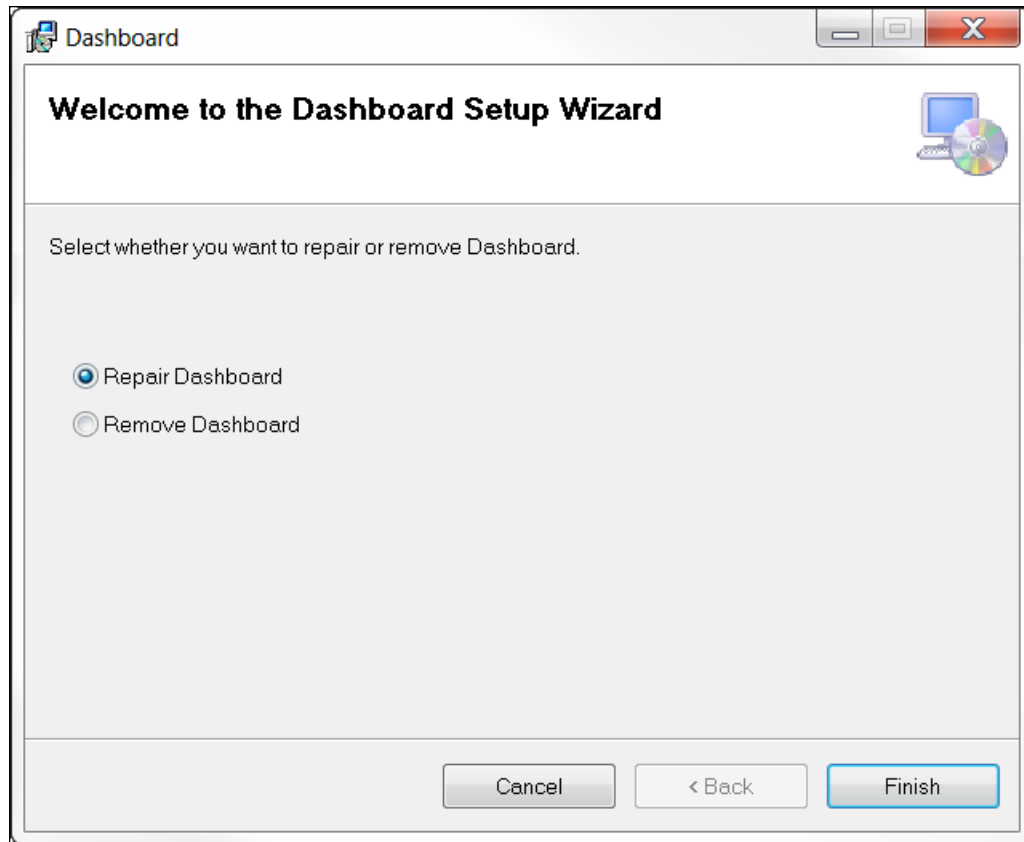 Dashboard
Welcome to the Dashboard Setup Wizard
Select whether you want to repair or remove Dashboard.
Repair Dashboard
Remove Dashboard
Cancel
< Back
Finish